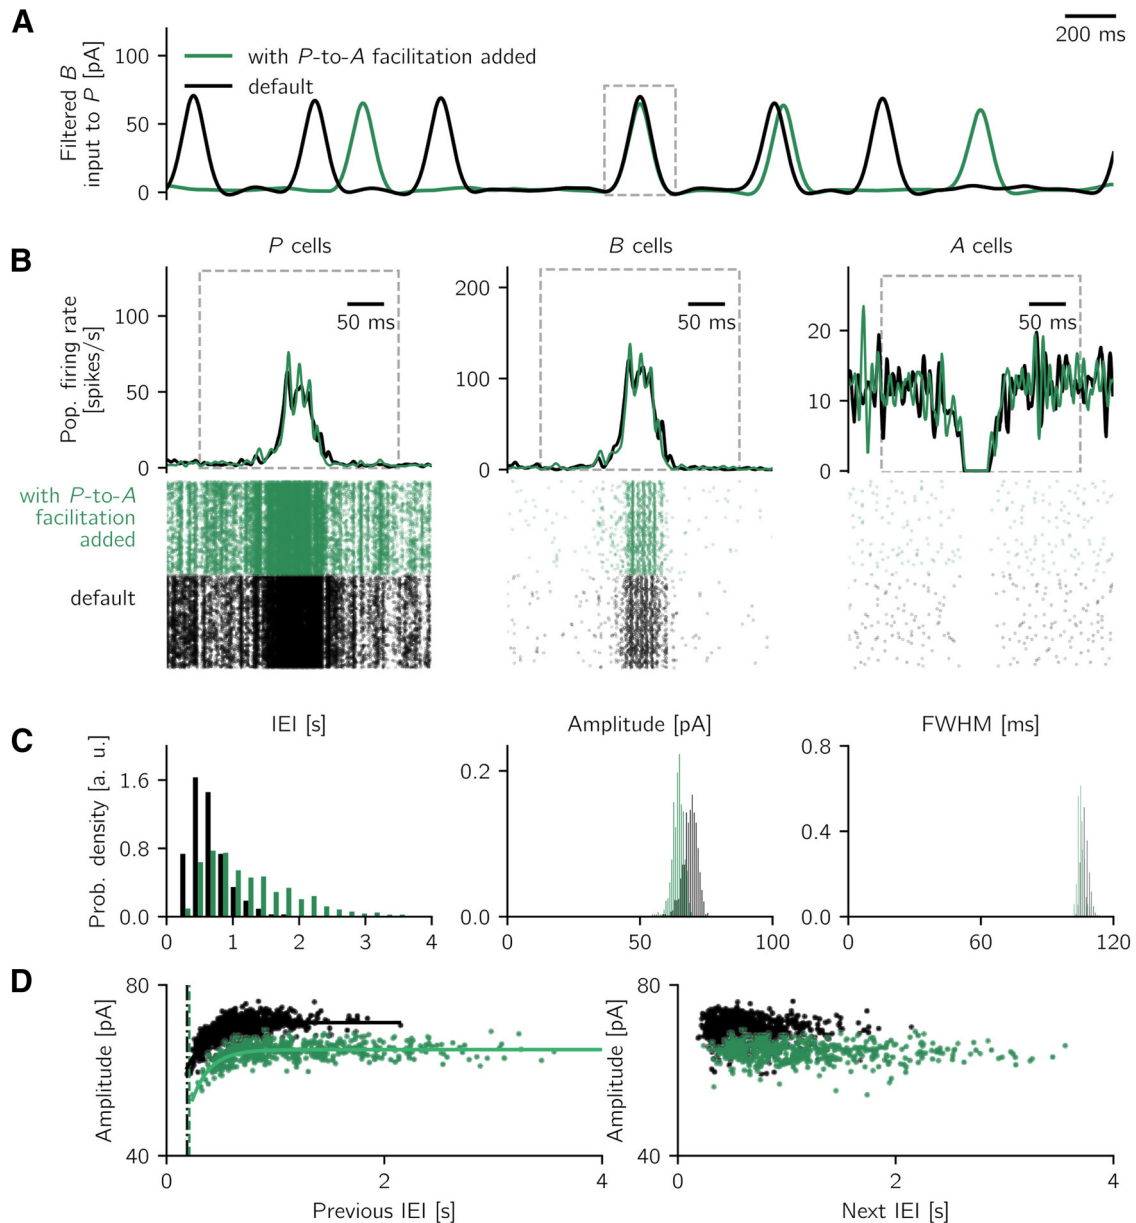 A
200 ms
Filtered B
input to P [pA]
100
50
0
with P-to-A facilitation added
default
B
P cells
B cells
A cells
Pop. firing rate
[spikes/s]
100
50
0
50 ms
200
100
0
50 ms
20
10
0
50 ms
with P-to-A
facilitation
added
default
C
IEI [s]
Amplitude [pA]
FWHM [ms]
Prob. density [a. u.]
1.6
0.8
0.0
0 1 2 3 4
0.2
0.0
0 50 100
0.8
0.4
0.0
0 60 120
D
Amplitude [pA]
80
40
0 2 4
Previous IEI [s]
Amplitude [pA]
80
40
0 2 4
Next IEI [s]